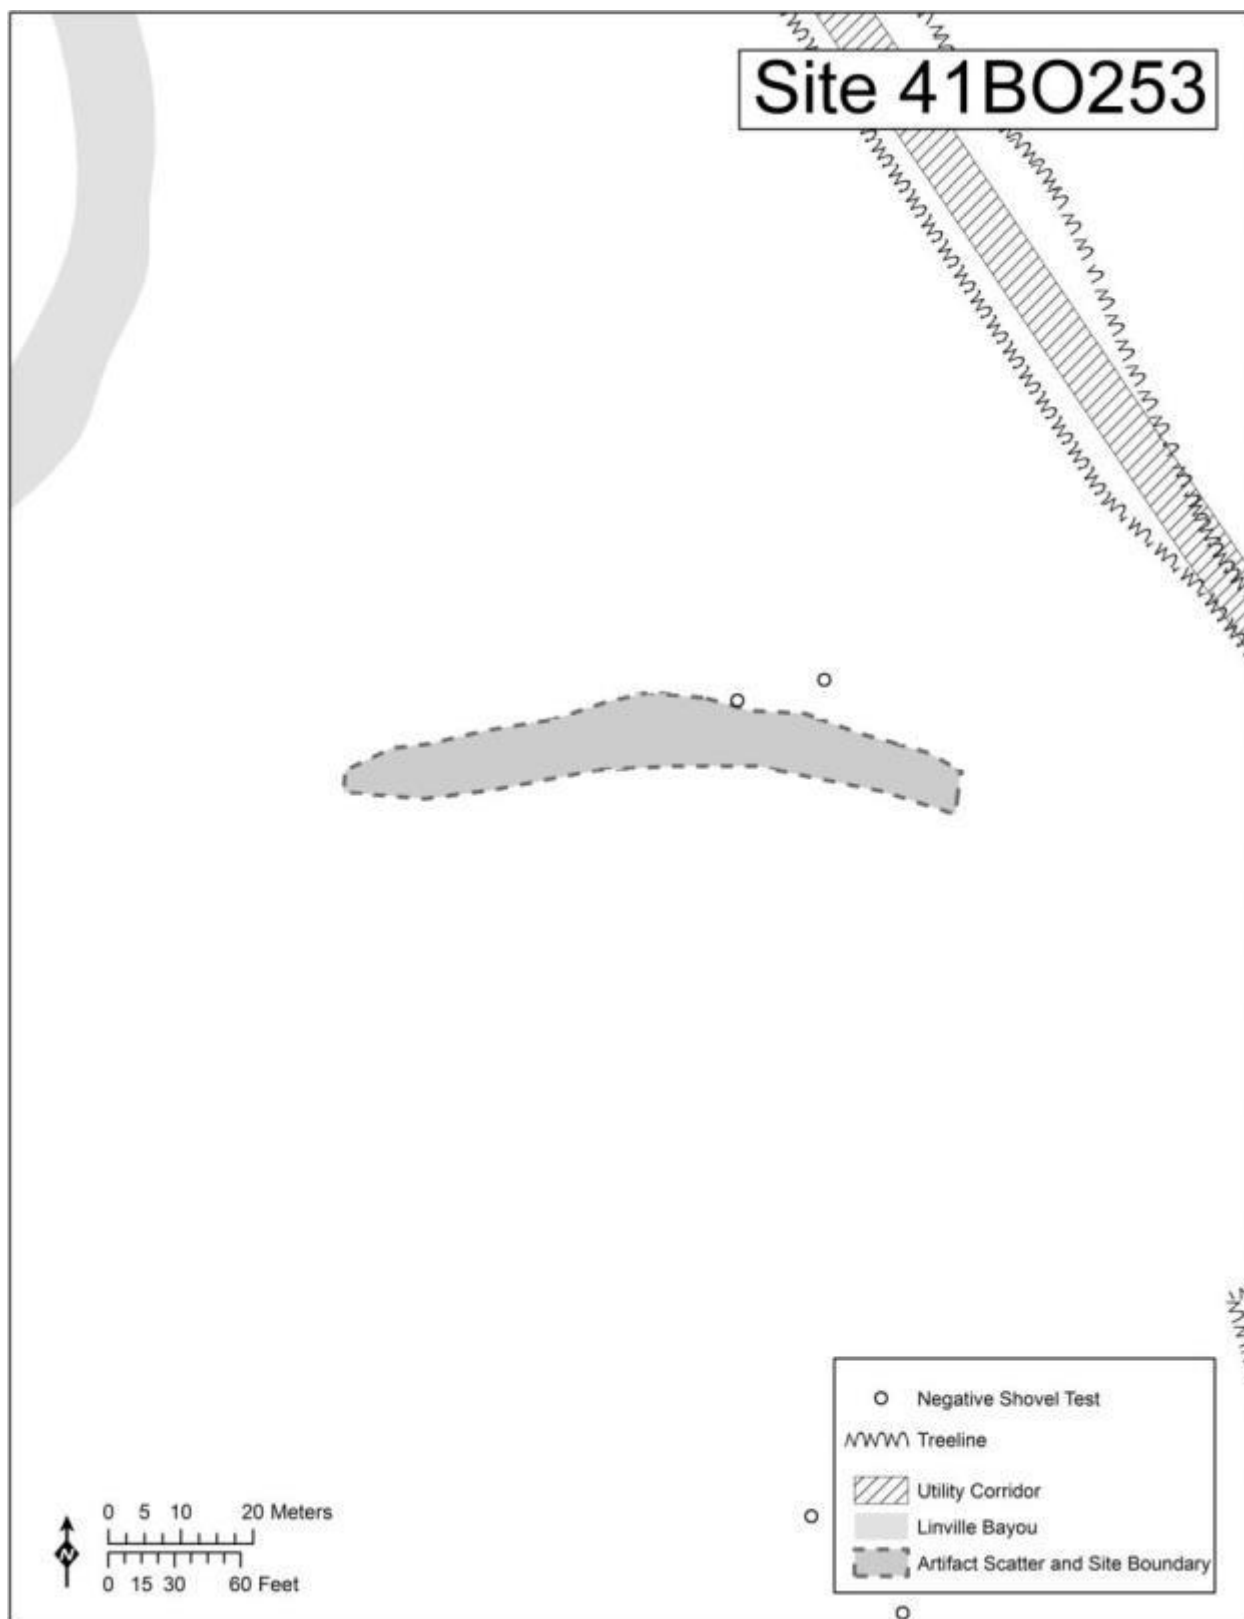 Site 41BO253
Negative Shovel Test
Treeline
Utility Corridor
Linville Bayou
Artifact Scatter and Site Boundary
0 5 10 20 Meters
N
0 15 30 60 Feet